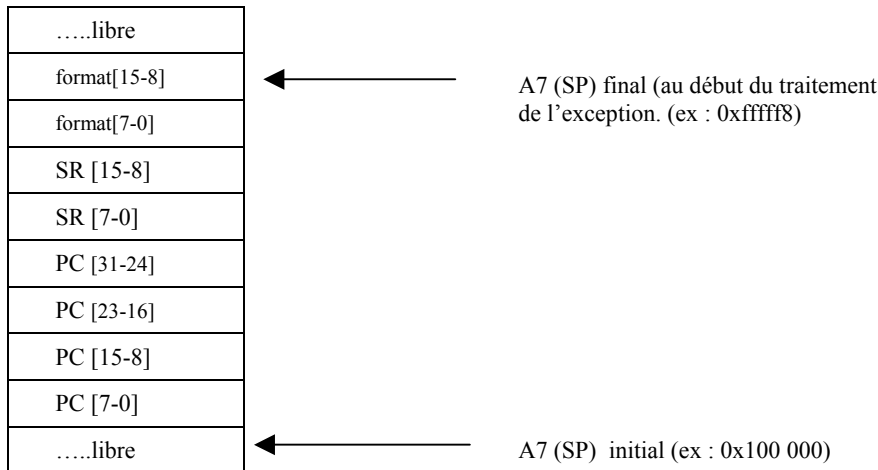 …..libre
format[15-8]
A7 (SP) final (au début du traitement
de l’exception. (ex : 0xfffff8)
format[7-0]
SR [15-8]
SR [7-0]
PC [31-24]
PC [23-16]
PC [15-8]
PC [7-0]
…..libre
A7 (SP) initial (ex : 0x100 000)